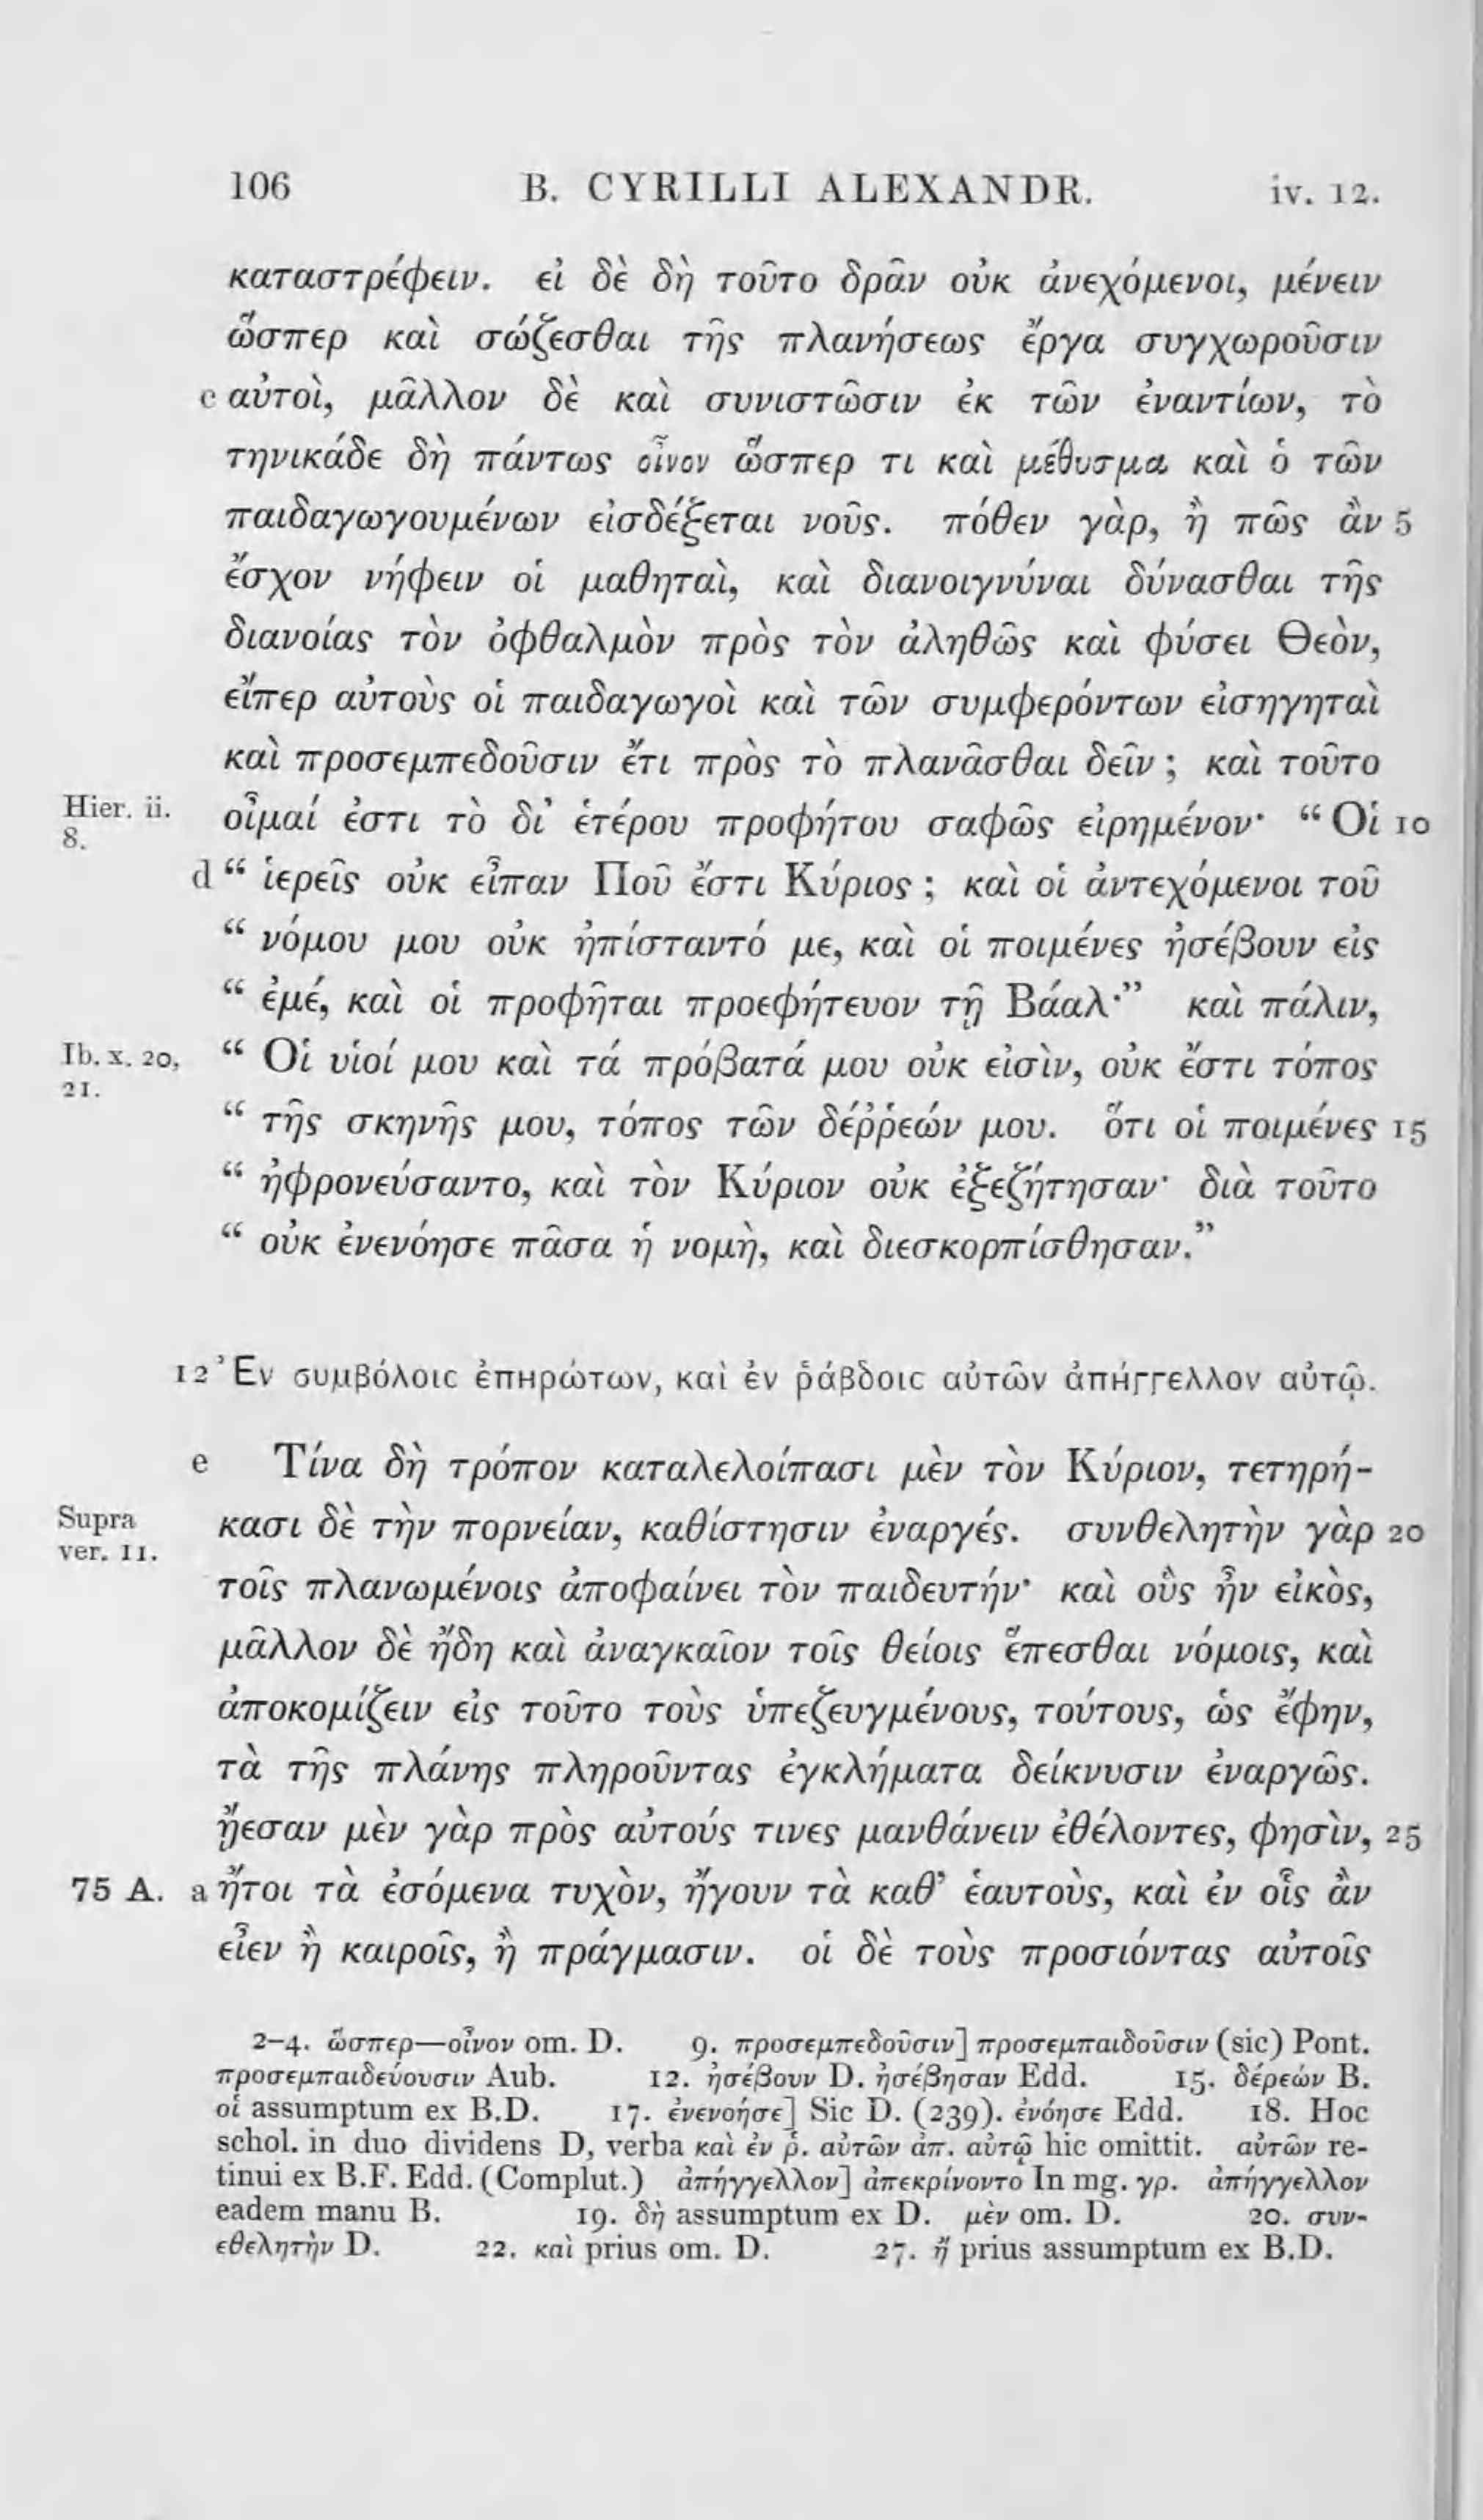 106 B. CYRILLI ALEXANDR. iv. 12.
καταστρέφειν. εἰ δὲ δὴ τοῦτο δρᾶν οὐκ ἀνεχόμενοι, μένειν
ὥσπερ καὶ σώζεσθαι τῆς πλανήσεως ἔργα συγχωροῦσιν
c αὐτοὶ, μᾶλλον δὲ καὶ συνιστῶσιν ἐκ τῶν ἐναντίων, τὸ
τηνικάδε δὴ πάντως οἶνον ὥσπερ τι καὶ μέθυσμα καὶ ὁ τῶν
παιδαγωγουμένων εἰσδέξεται νοῦς. πόθεν γὰρ, ἢ πῶς ἂν 5
ἔσχον νήφειν οἱ μαθηταὶ, καὶ διανοιγνύναι δύνασθαι τῆς
διανοίας τὸν ὀφθαλμὸν πρὸς τὸν ἀληθῶς καὶ φύσει Θεὸν,
εἴπερ αὐτοὺς οἱ παιδαγωγοὶ καὶ τῶν συμφερόντων εἰσηγηταὶ
καὶ προσεμπεδοῦσιν ἔτι πρὸς τὸ πλανᾶσθαι δεῖν ; καὶ τοῦτο
Hier. ii. 8. οἶμαί ἐστι τὸ δι᾽ ἑτέρου προφήτου σαφῶς εἰρημένον· “ Οἱ 10
d “ ἱερεῖς οὐκ εἶπαν Ποῦ ἔστι Κύριος ; καὶ οἱ ἀντεχόμενοι τοῦ
“ νόμου μου οὐκ ἠπίσταντό με, καὶ οἱ ποιμένες ἠσέβουν εἰς
“ ἐμέ, καὶ οἱ προφῆται προεφήτευον τῇ Βάαλ·” καὶ πάλιν,
Ib. x. 20, 21. “ Οἱ υἱοί μου καὶ τά πρόβατά μου οὐκ εἰσὶν, οὐκ ἔστι τόπος
“ τῆς σκηνῆς μου, τόπος τῶν δέῤῥεών μου. ὅτι οἱ ποιμένες 15
“ ἠφρονεύσαντο, καὶ τὸν Κύριον οὐκ ἐξεζήτησαν· διὰ τοῦτο
“ οὐκ ἐνενόησε πᾶσα ἡ νομὴ, καὶ διεσκορπίσθησαν.”
12 Ἐν συμβόλοις ἐπηρώτων, καὶ ἐν ῥάβδοις αὐτῶν ἀπήγγελλον αὐτῷ.
e Τίνα δὴ τρόπον καταλελοίπασι μὲν τὸν Κύριον, τετηρή-
Supra ver. 11. κασι δὲ τὴν πορνείαν, καθίστησιν ἐναργές. συνθελητὴν γὰρ 20
τοῖς πλανωμένοις ἀποφαίνει τὸν παιδευτήν· καὶ οὓς ἦν εἰκὸς,
μᾶλλον δὲ ἤδη καὶ ἀναγκαῖον τοῖς θείοις ἕπεσθαι νόμοις, καὶ
ἀποκομίζειν εἰς τοῦτο τοὺς ὑπεζευγμένους, τούτους, ὡς ἔφην,
τὰ τῆς πλάνης πληροῦντας ἐγκλήματα δείκνυσιν ἐναργῶς.
ᾔεσαν μὲν γὰρ πρὸς αὐτούς τινες μανθάνειν ἐθέλοντες, φησὶν, 25
75 A. a ἤτοι τὰ ἐσόμενα τυχὸν, ἤγουν τὰ καθ᾽ ἑαυτοὺς, καὶ ἐν οἷς ἂν
εἶεν ἢ καιροῖς, ἢ πράγμασιν. οἱ δὲ τοὺς προσιόντας αὐτοῖς
2-4. ὥσπερ—οἶνον om. D. 9. προσεμπεδοῦσιν] προσεμπαιδοῦσιν (sic) Pont.
προσεμπαιδεύουσιν Aub. 12. ἠσέβουν D. ἠσέβησαν Edd. 15. δέρεών B.
οἱ assumptum ex B.D. 17. ἐνενοήσε] Sic D. (239). ἐνόησε Edd. 18. Hoc
schol. in duo dividens D, verba καὶ ἐν ῥ. αὐτῶν ἀπ. αὐτῷ hic omittit. αὐτῶν re-
tinui ex B.F. Edd. (Complut.) ἀπήγγελλον] ἀπεκρίνοντο In mg. γρ. ἀπήγγελλον
eadem manu B. 19. δὴ assumptum ex D. μὲν om. D. 20. συν-
εθελητὴν D. 22. καὶ prius om. D. 27. ἢ prius assumptum ex B.D.